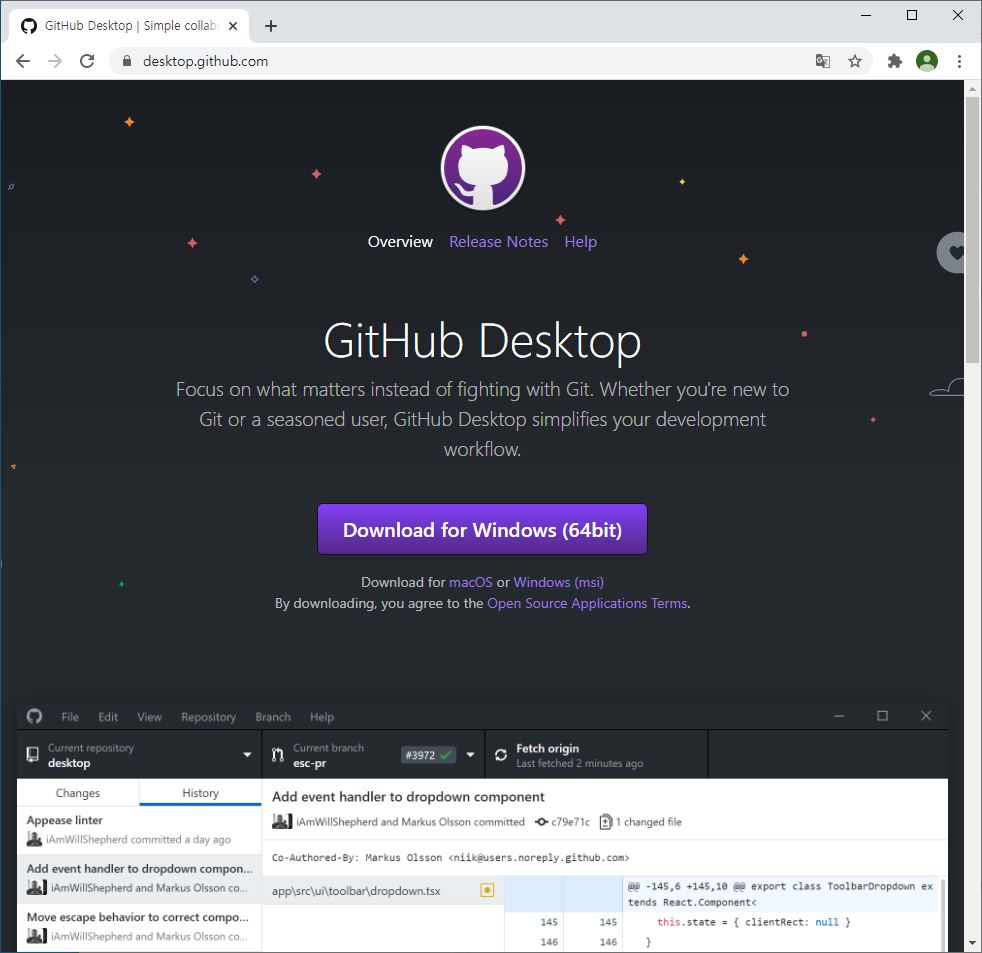 GitHub Desktop | Simple collab
desktop.github.com
Overview Release Notes Help
GitHub Desktop
Focus on what matters instead of fighting with Git. Whether you're new to
Git or a seasoned user, GitHub Desktop simplifies your development
workflow.
Download for Windows (64bit)
Download for macOS or Windows (msi)
By downloading, you agree to the Open Source Applications Terms.
File Edit View Repository Branch Help
Current repository
desktop
Current branch
esc-pr
#3972
Fetch origin
Last fetched 2 minutes ago
Changes History
Appease linter
iAmWillShepherd committed a day ago
Add event handler to dropdown compon...
iAmWillShepherd and Markus Olsson co...
Move escape behavior to correct compo...
iAmWillShepherd and Markus Olsson co...
Add event handler to dropdown component
iAmWillShepherd and Markus Olsson committed c79e71c 1 changed file
Co-Authored-By: Markus Olsson <niik@users.noreply.github.com>
app\src\ui\toolbar\dropdown.tsx
@@ -145,6 +145,10 @@ export class ToolbarDropdown ex
tends React.Component<
145 145 this.state = { clientRect: null }
146 146 }